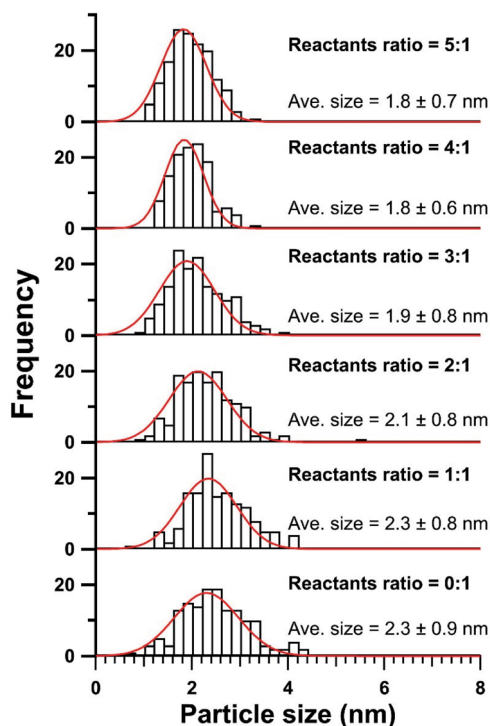 20
0
Reactants ratio = 5:1
Ave. size = 1.8 ± 0.7 nm
20
0
Reactants ratio = 4:1
Ave. size = 1.8 ± 0.6 nm
20
0
Reactants ratio = 3:1
Ave. size = 1.9 ± 0.8 nm
20
0
Reactants ratio = 2:1
Ave. size = 2.1 ± 0.8 nm
20
0
Reactants ratio = 1:1
Ave. size = 2.3 ± 0.8 nm
20
0
Reactants ratio = 0:1
Ave. size = 2.3 ± 0.9 nm
Frequency
0 2 4 6 8
Particle size (nm)